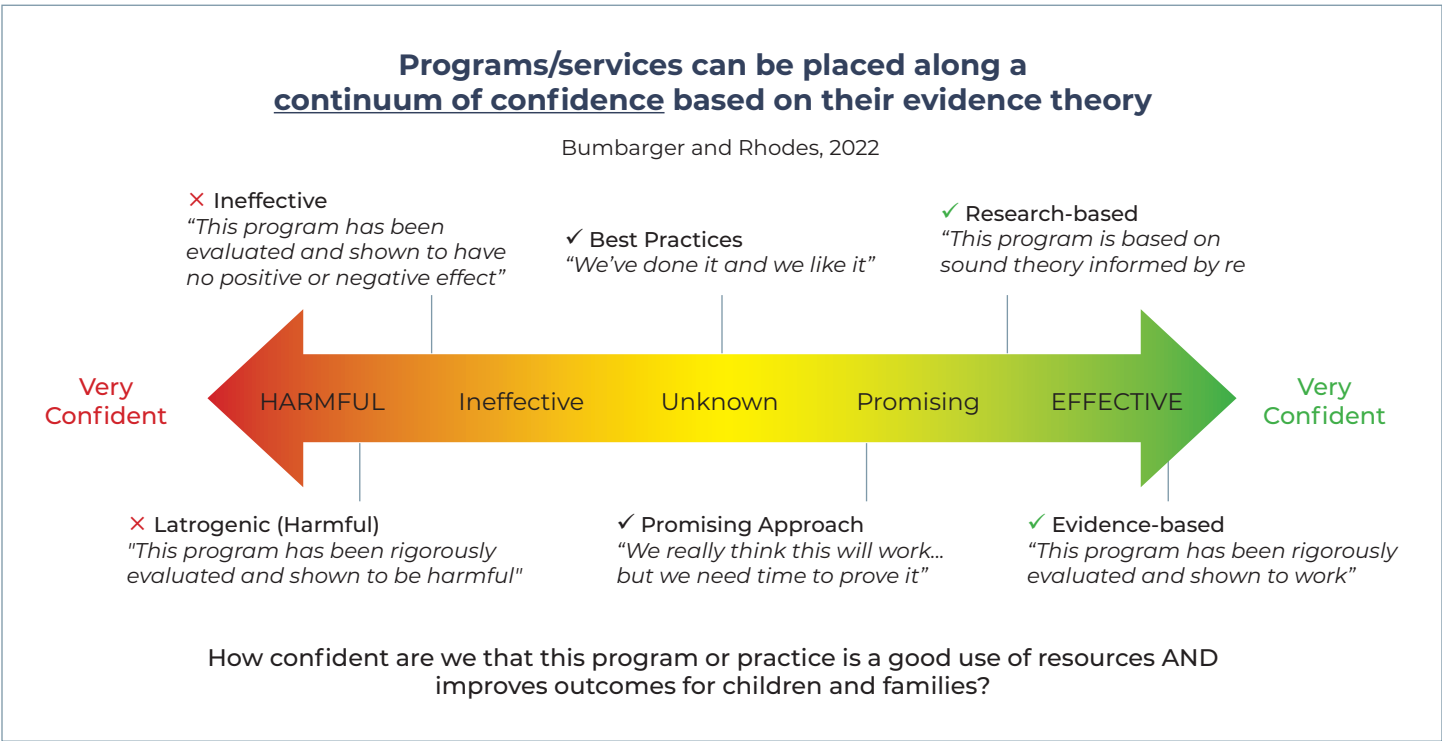 Programs/services can be placed along a
continuum of confidence based on their evidence theory
Bumbarger and Rhodes, 2022
× Ineffective
“This program has been
evaluated and shown to have
no positive or negative effect”
✓ Best Practices
“We’ve done it and we like it”
✓ Research-based
“This program is based on
sound theory informed by re
Very
Confident
HARMFUL
Ineffective
Unknown
Promising
EFFECTIVE
Very
Confident
× Latrogenic (Harmful)
"This program has been rigorously
evaluated and shown to be harmful"
✓ Promising Approach
“We really think this will work...
but we need time to prove it”
✓ Evidence-based
“This program has been rigorously
evaluated and shown to work”
How confident are we that this program or practice is a good use of resources AND
improves outcomes for children and families?